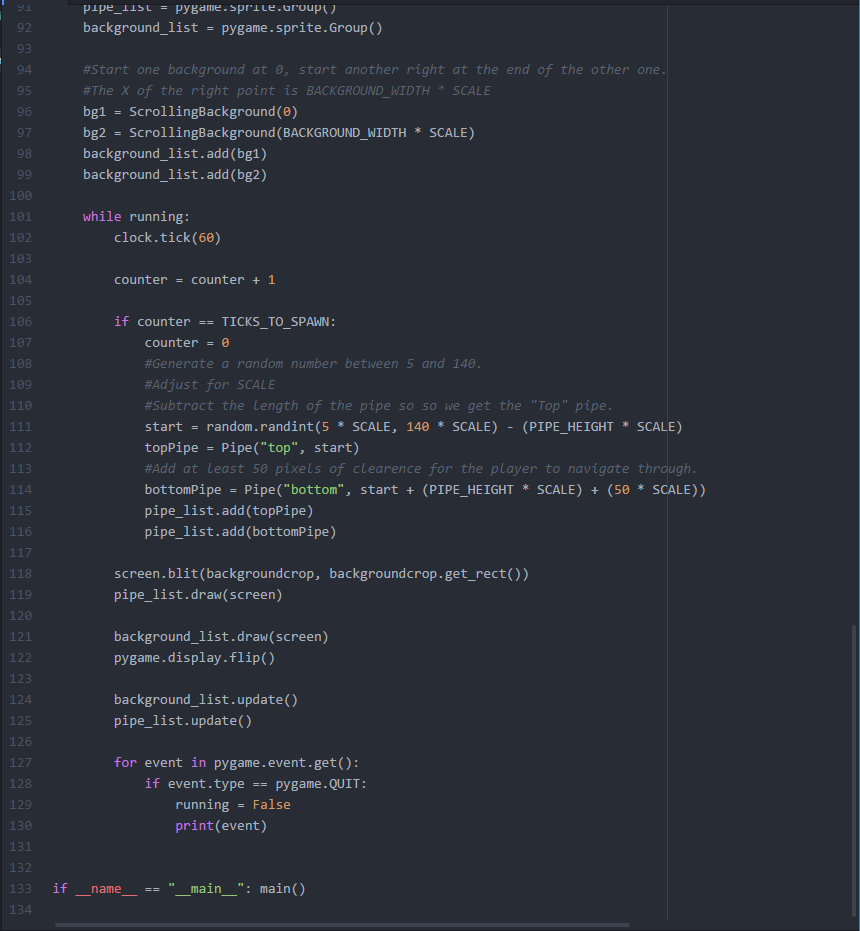 91 pipe_list = pygame.sprite.Group()
92 background_list = pygame.sprite.Group()
93
94 #Start one background at 0, start another right at the end of the other one.
95 #The X of the right point is BACKGROUND_WIDTH * SCALE
96 bg1 = ScrollingBackground(0)
97 bg2 = ScrollingBackground(BACKGROUND_WIDTH * SCALE)
98 background_list.add(bg1)
99 background_list.add(bg2)
100
101 while running:
102 clock.tick(60)
103
104 counter = counter + 1
105
106 if counter == TICKS_TO_SPAWN:
107 counter = 0
108 #Generate a random number between 5 and 140.
109 #Adjust for SCALE
110 #Subtract the length of the pipe so so we get the "Top" pipe.
111 start = random.randint(5 * SCALE, 140 * SCALE) - (PIPE_HEIGHT * SCALE)
112 topPipe = Pipe("top", start)
113 #Add at least 50 pixels of clearence for the player to navigate through.
114 bottomPipe = Pipe("bottom", start + (PIPE_HEIGHT * SCALE) + (50 * SCALE))
115 pipe_list.add(topPipe)
116 pipe_list.add(bottomPipe)
117
118 screen.blit(backgroundcrop, backgroundcrop.get_rect())
119 pipe_list.draw(screen)
120
121 background_list.draw(screen)
122 pygame.display.flip()
123
124 background_list.update()
125 pipe_list.update()
126
127 for event in pygame.event.get():
128 if event.type == pygame.QUIT:
129 running = False
130 print(event)
131
132
133 if __name__ == "__main__": main()
134